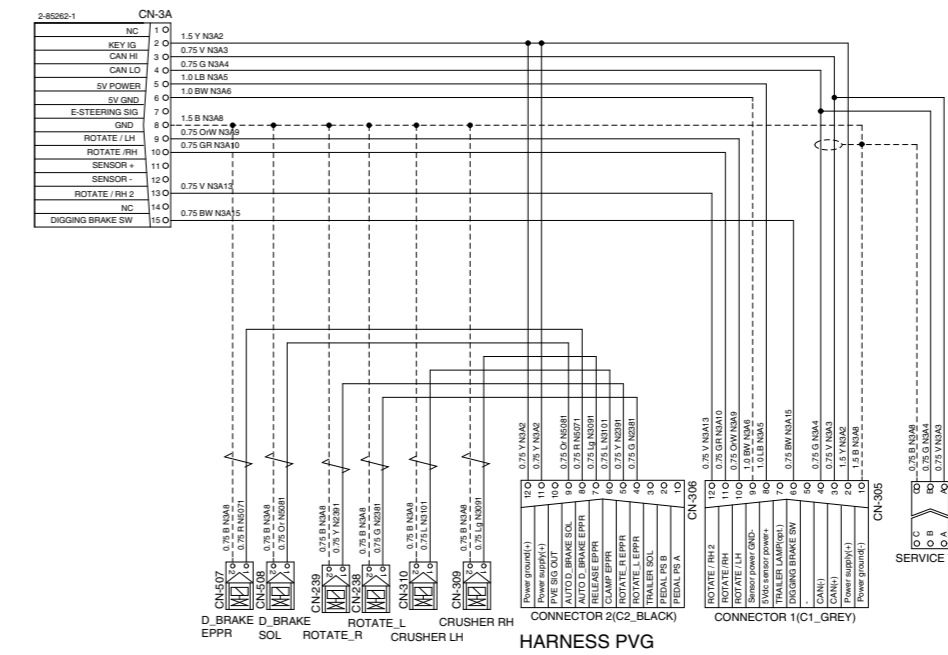 2-85262-1
CN-3A
NC 1
KEY IG 2 1.5 Y N3A2
CAN HI 3 0.75 V N3A3
CAN LO 4 0.75 G N3A4
5V POWER 5 1.0 LB N3A5
5V GND 6 1.0 BW N3A6
E-STEERING SIG 7
GND 8 1.5 B N3A8
ROTATE / LH 9 0.75 OrW N3A9
ROTATE /RH 10 0.75 GR N3A10
SENSOR + 11
SENSOR - 12
ROTATE / RH 2 13 0.75 V N3A13
NC 14
DIGGING BRAKE SW 15 0.75 BW N3A15
0.75 B N3A8
0.75 R N5071
CN-507
2 1
D_BRAKE
EPPR
0.75 B N3A8
0.75 Or N5081
CN-508
2 1
D_BRAKE
SOL
0.75 B N3A8
0.75 Y N2391
CN-239
2 1
ROTATE_R
0.75 B N3A8
0.75 G N2381
CN-238
2 1
ROTATE_L
0.75 B N3A8
0.75 L N3101
CN-310
2 1
CRUSHER LH
0.75 B N3A8
0.75 Lg N3091
CN-309
2 1
CRUSHER RH
0.75 Y N3A2
0.75 Y N3A2
0.75 Or N5081
0.75 R N5071
0.75 Lg N3091
0.75 L N3101
0.75 Y N2391
0.75 G N2381
CN-306
12 Power ground(+)
11 Power supply(+)
10 PVE SIG OUT
9 AUTO D_BRAKE SOL
8 AUTO D_BRAKE EPPR
7 RELEASE EPPR
6 CLAMP EPPR
5 ROTATE_R EPPR
4 ROTATE_L EPPR
3 TRAILER SOL
2 PEDAL PS B
1 PEDAL PS A
CONNECTOR 2(C2_BLACK)
0.75 V N3A13
0.75 GR N3A10
0.75 OrW N3A9
1.0 BW N3A6
1.0 LB N3A5
0.75 BW N3A15
0.75 G N3A4
0.75 V N3A3
1.5 Y N3A2
1.5 B N3A8
CN-305
12 ROTATE / RH 2
11 ROTATE /RH
10 ROTATE / LH
9 Sensor power GND-
8 5Vdc sensor power+
7 TRAILER LAMP(opt.)
6 DIGGING BRAKE SW
5 -
4 CAN(-)
3 CAN(+)
2 Power supply(+)
1 Power ground(-)
CONNECTOR 1(C1_GREY)
0.75 B N3A8
0.75 G N3A4
0.75 V N3A3
C B A
C B A
SERVICE
HARNESS PVG